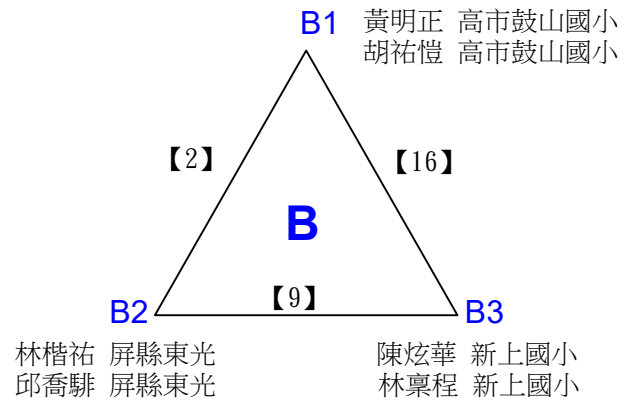 B1 黃明正 高市鼓山國小
胡祐愷 高市鼓山國小
【2】
【16】
B
【9】
B2
B3
林楷祐 屏縣東光
邱喬騑 屏縣東光
陳炫華 新上國小
林稟程 新上國小